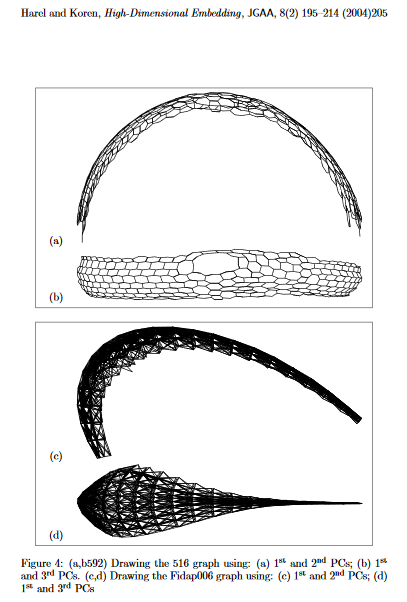 Harel and Koren, High-Dimensional Embedding, JGAA, 8(2) 195–214 (2004)205
(a)
(b)
(c)
(d)
Figure 4: (a,b592) Drawing the 516 graph using: (a) 1st and 2nd PCs; (b) 1st
and 3rd PCs. (c,d) Drawing the Fidap006 graph using: (c) 1st and 2nd PCs; (d)
1st and 3rd PCs